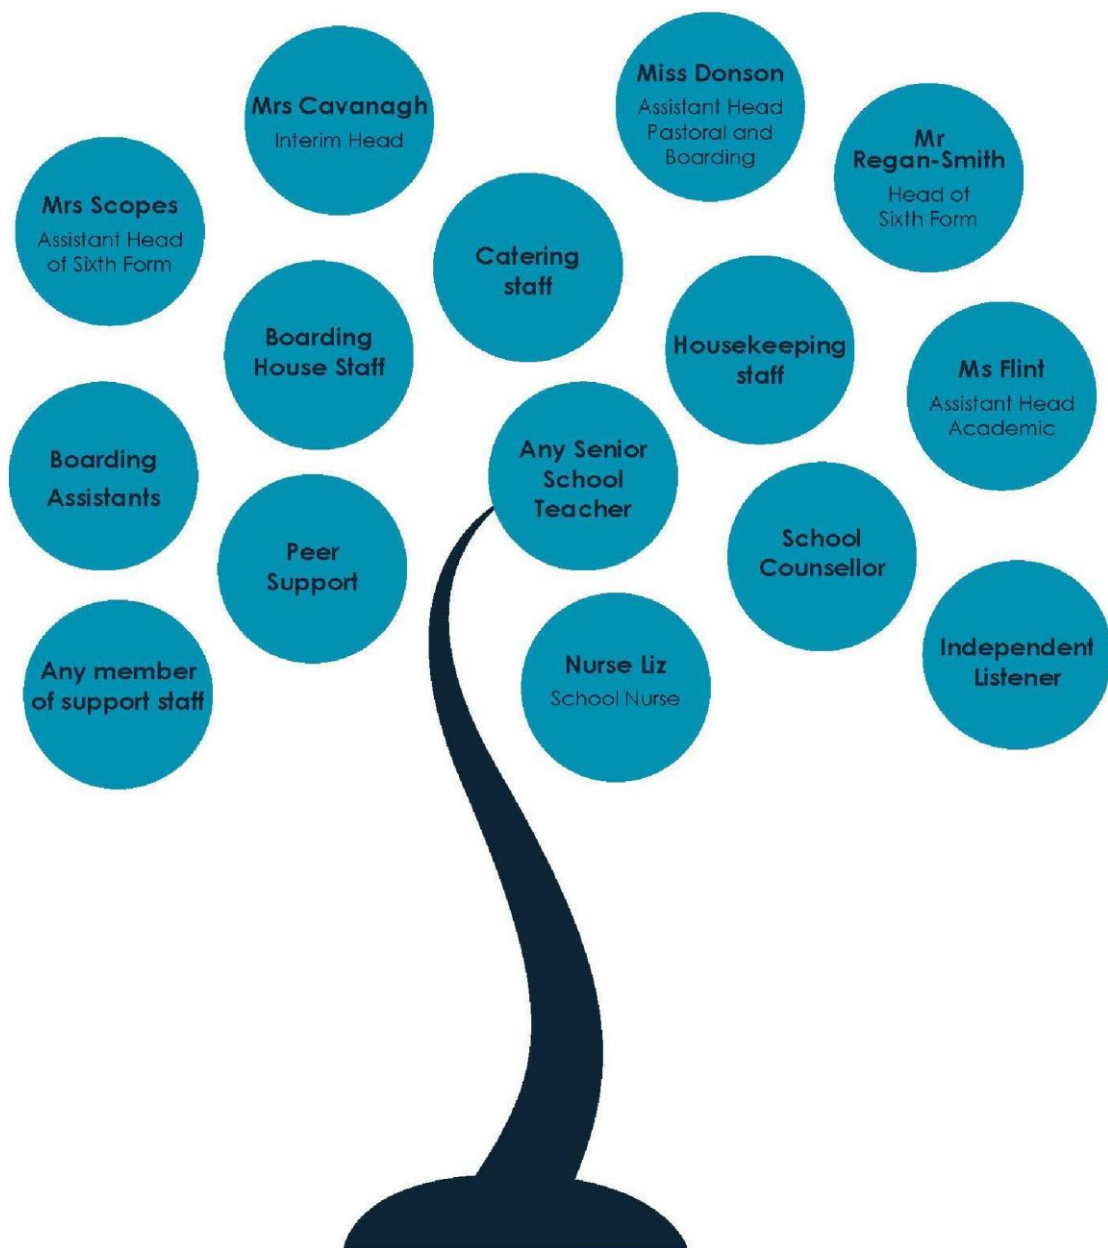 Mrs Cavanagh
Interim Head
Miss Donson
Assistant Head
Pastoral and
Boarding
Mr
Regan-Smith
Head of
Sixth Form
Mrs Scopes
Assistant Head
of Sixth Form
Catering
staff
Boarding
House Staff
Housekeeping
staff
Ms Flint
Assistant Head
Academic
Boarding
Assistants
Any Senior
School
Teacher
Peer
Support
School
Counsellor
Independent
Listener
Any member
of support staff
Nurse Liz
School Nurse